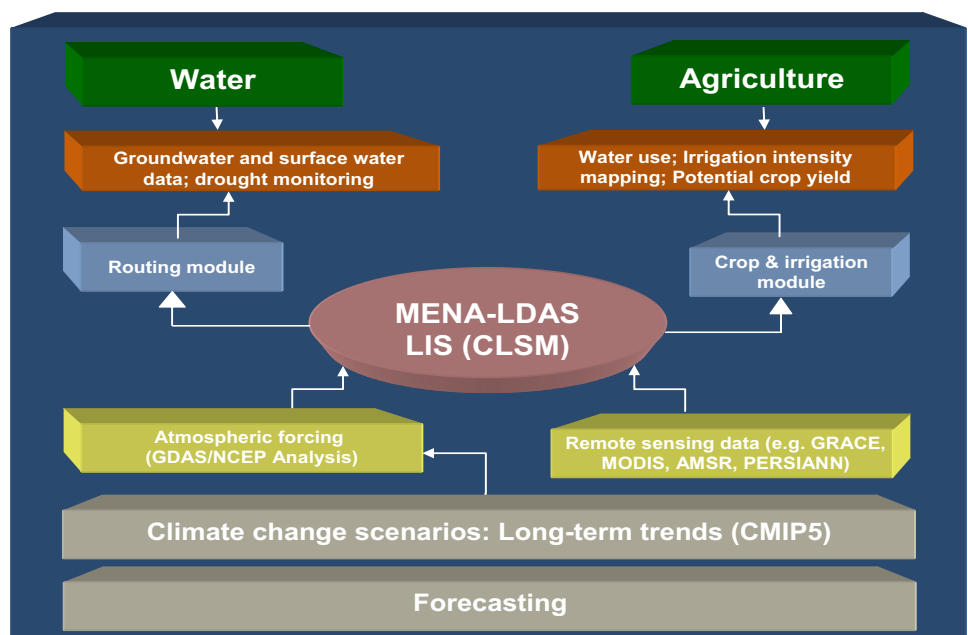 Water
Agriculture
Groundwater and surface water
data; drought monitoring
Water use; Irrigation intensity
mapping; Potential crop yield
Routing module
Crop & irrigation
module
MENA-LDAS
LIS (CLSM)
Atmospheric forcing
(GDAS/NCEP Analysis)
Remote sensing data (e.g. GRACE,
MODIS, AMSR, PERSIANN)
Climate change scenarios: Long-term trends (CMIP5)
Forecasting